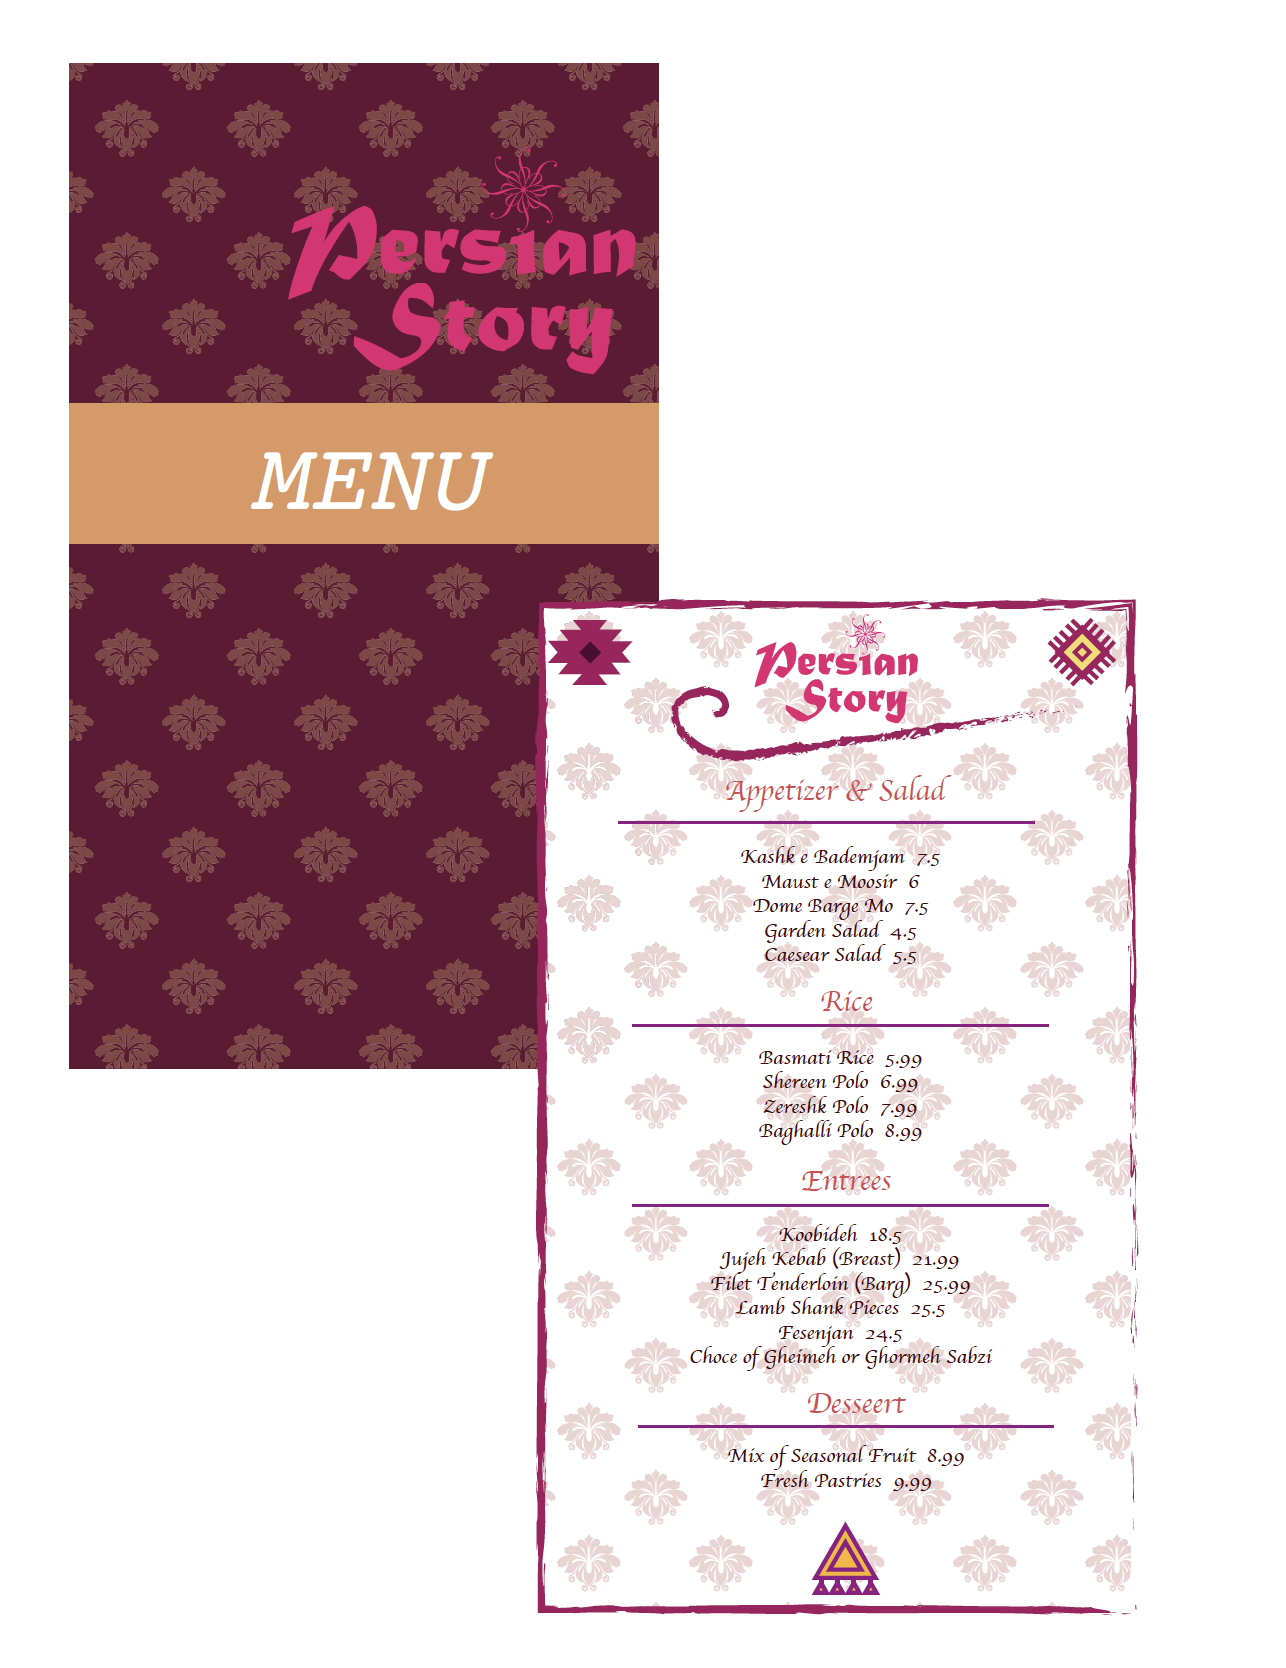 Persian
Story
MENU
Persian
Story
Appetizer & Salad
Kashk e Bademjam 7.5
Maust e Moosir 6
Dome Barge Mo 7.5
Garden Salad 4.5
Caesear Salad 5.5
Rice
Basmati Rice 5.99
Shereen Polo 6.99
Zereshk Polo 7.99
Baghalli Polo 8.99
Entrees
Koobideh 18.5
Jujeh Kebab (Breast) 21.99
Filet Tenderloin (Barg) 25.99
Lamb Shank Pieces 25.5
Fesenjan 24.5
Choce of Gheimeh or Ghormeh Sabzi
Desseert
Mix of Seasonal Fruit 8.99
Fresh Pastries 9.99